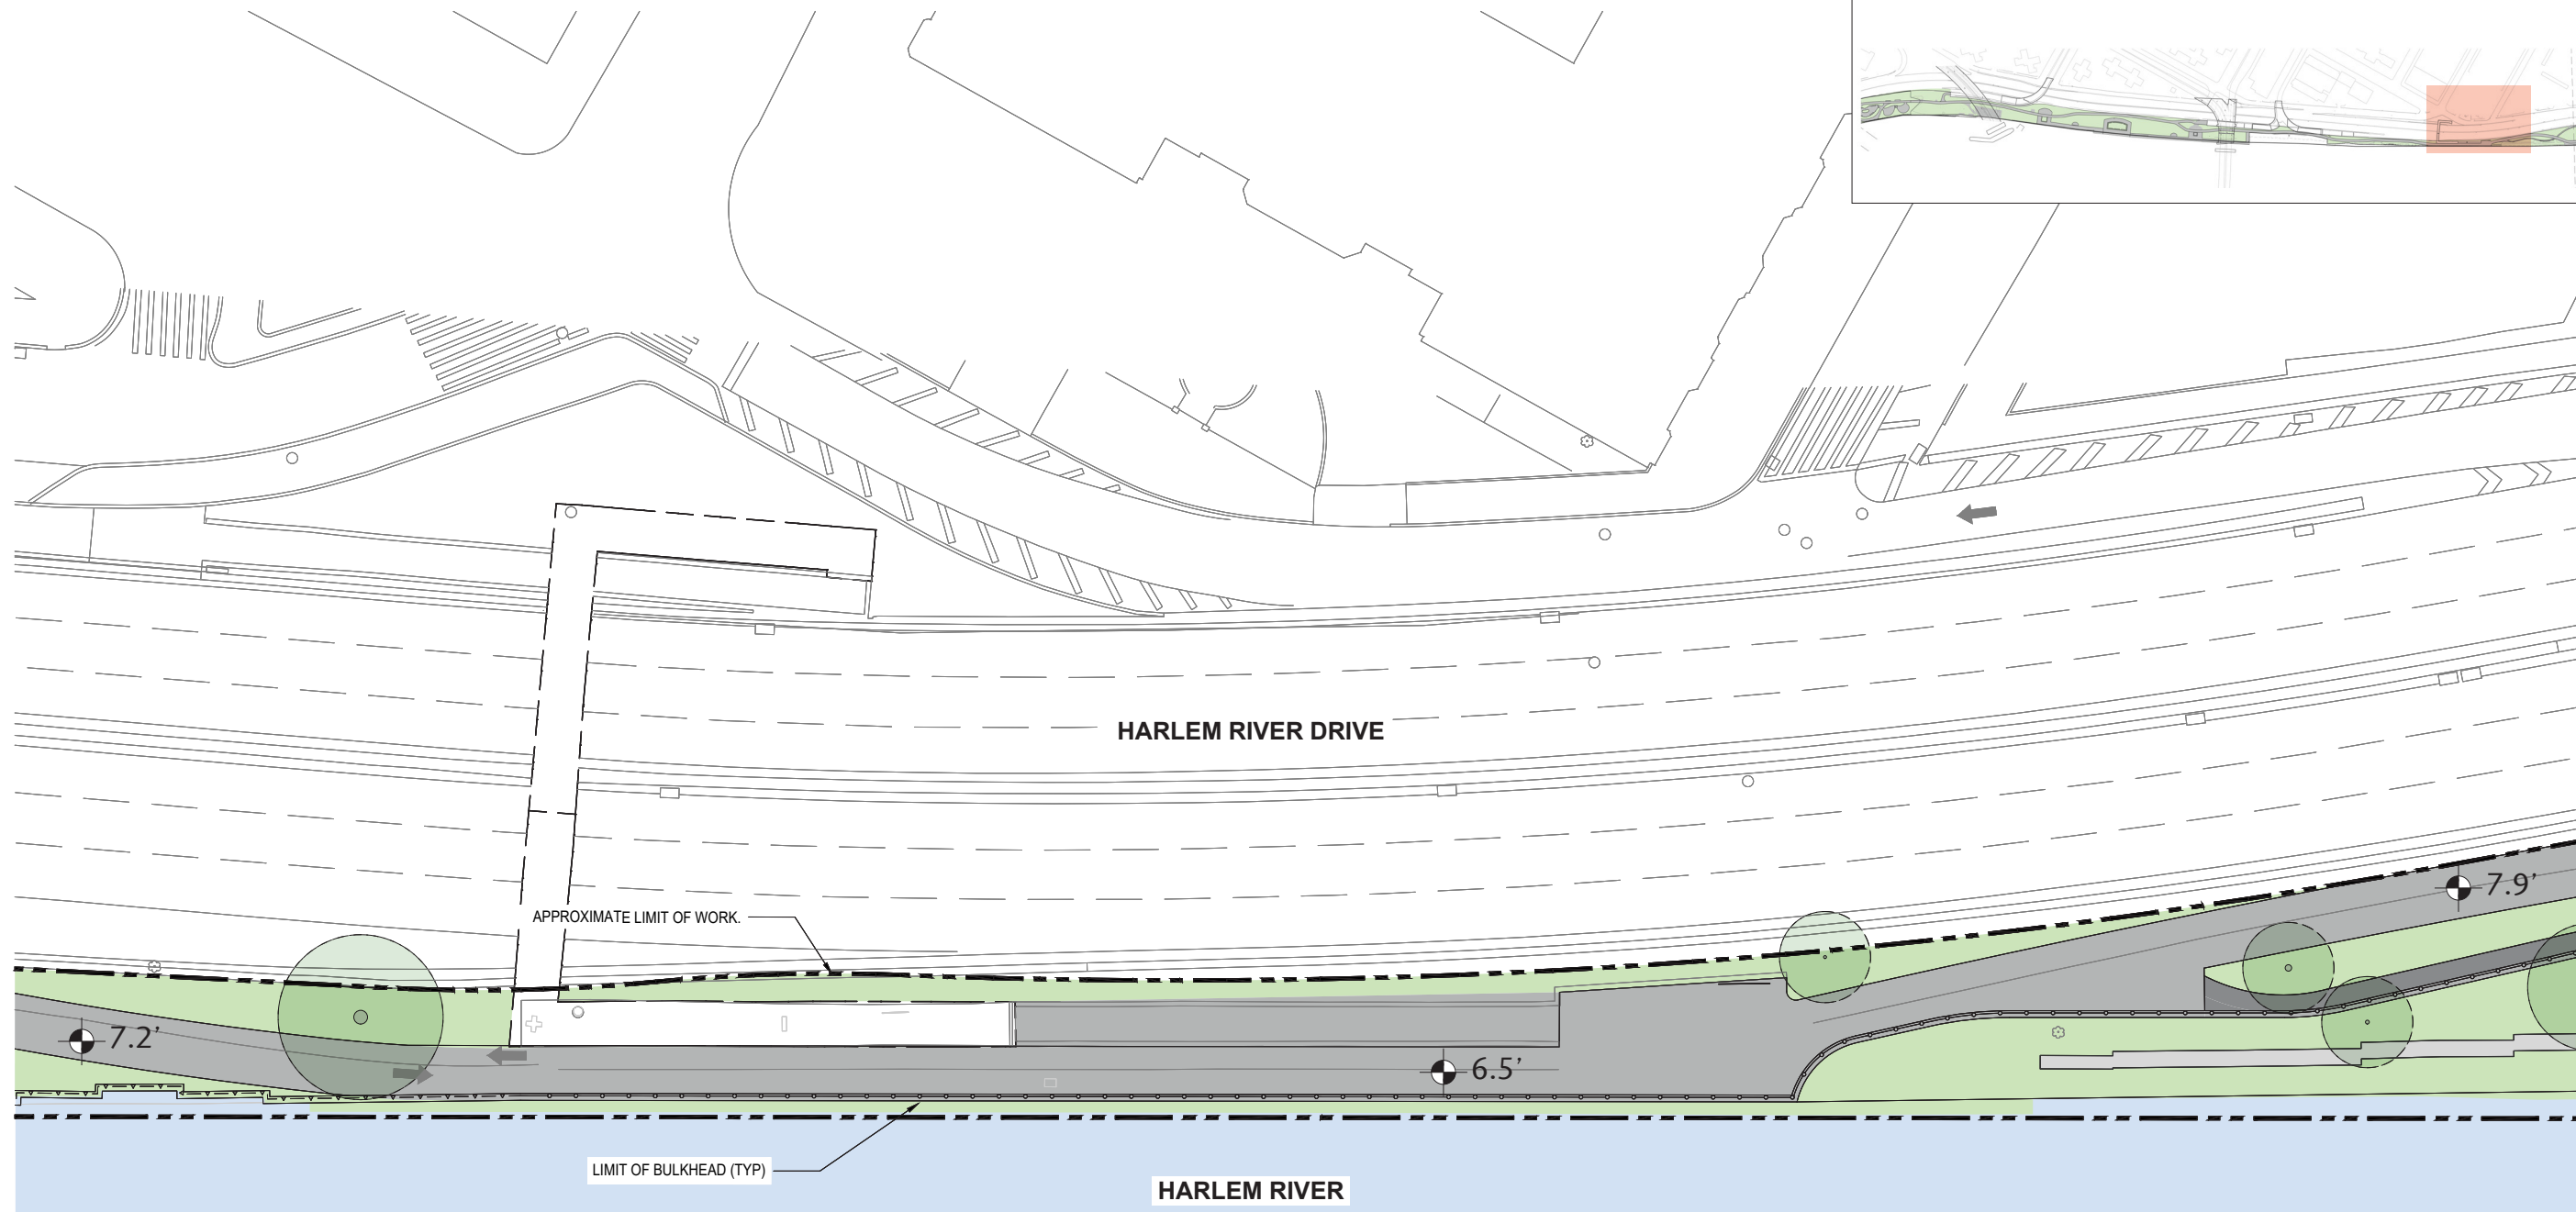 HARLEM RIVER DRIVE
7.9’
APPROXIMATE LIMIT OF WORK.
7.2’
6.5’
LIMIT OF BULKHEAD (TYP)
HARLEM RIVER